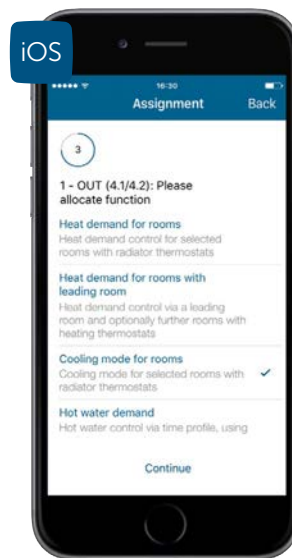 iOS
16:30
Assignment Back
3
1 - OUT (4.1/4.2): Please
allocate function
Heat demand for rooms
Heat demand control for selected
rooms with radiator thermostats
Heat demand for rooms with
leading room
Heat demand control via a leading
room and optionally further rooms with
heating thermostats
Cooling mode for rooms
Cooling mode for selected rooms with
radiator thermostats
Hot water demand
Hot water control via time profile, using
Continue